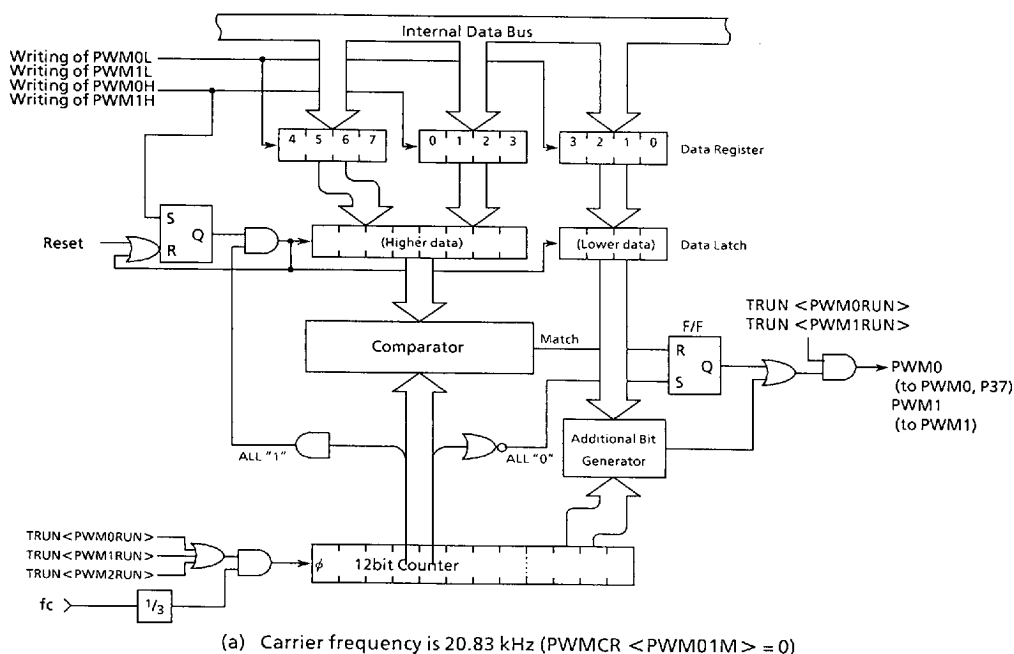 Internal Data Bus
Writing of PWM0L
Writing of PWM1L
Writing of PWM0H
Writing of PWM1H
4 5 6 7
0 1 2 3
3 2 1 0
Data Register
S
Q
R
Reset
(Higher data)
(Lower data)
Data Latch
TRUN <PWM0RUN>
TRUN <PWM1RUN>
F/F
Comparator
Match
R
Q
S
PWM0
(to PWM0, P37)
PWM1
(to PWM1)
ALL "1"
ALL "0"
Additional Bit
Generator
TRUN<PWM0RUN>
TRUN<PWM1RUN>
TRUN<PWM2RUN>
ϕ 12bit Counter
fc
1/3
(a) Carrier frequency is 20.83 kHz (PWMCR <PWM01M> = 0)